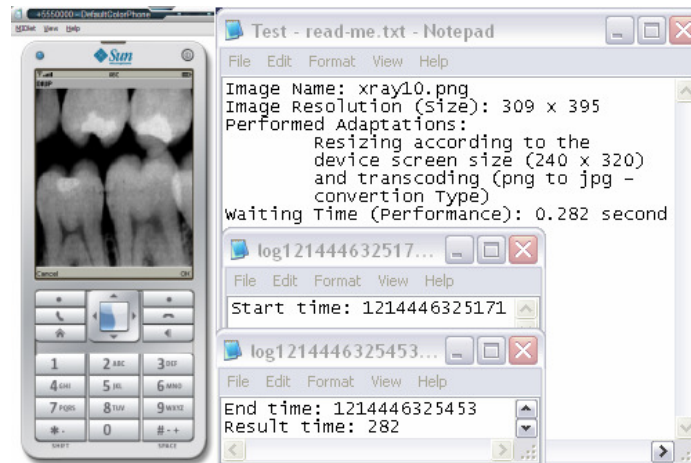 +5550000 - DefaultColorPhone
MIDlet View Help
Sun
ABC
Cancel OK
1 2 ABC 3 DEF
4 GHI 5 JKL 6 MNO
7 PQRS 8 TUV 9 WXYZ
* . 0 # - +
SHIFT SPACE
Test - read-me.txt - Notepad
File Edit Format View Help
Image Name: xray10.png
Image Resolution (Size): 309 x 395
Performed Adaptations:
Resizing according to the
device screen size (240 x 320)
and transcoding (png to jpg -
convertion Type)
Waiting Time (Performance): 0.282 second
log121444632517...
File Edit Format View Help
Start time: 1214446325171
log1214446325453...
File Edit Format View Help
End time: 1214446325453
Result time: 282